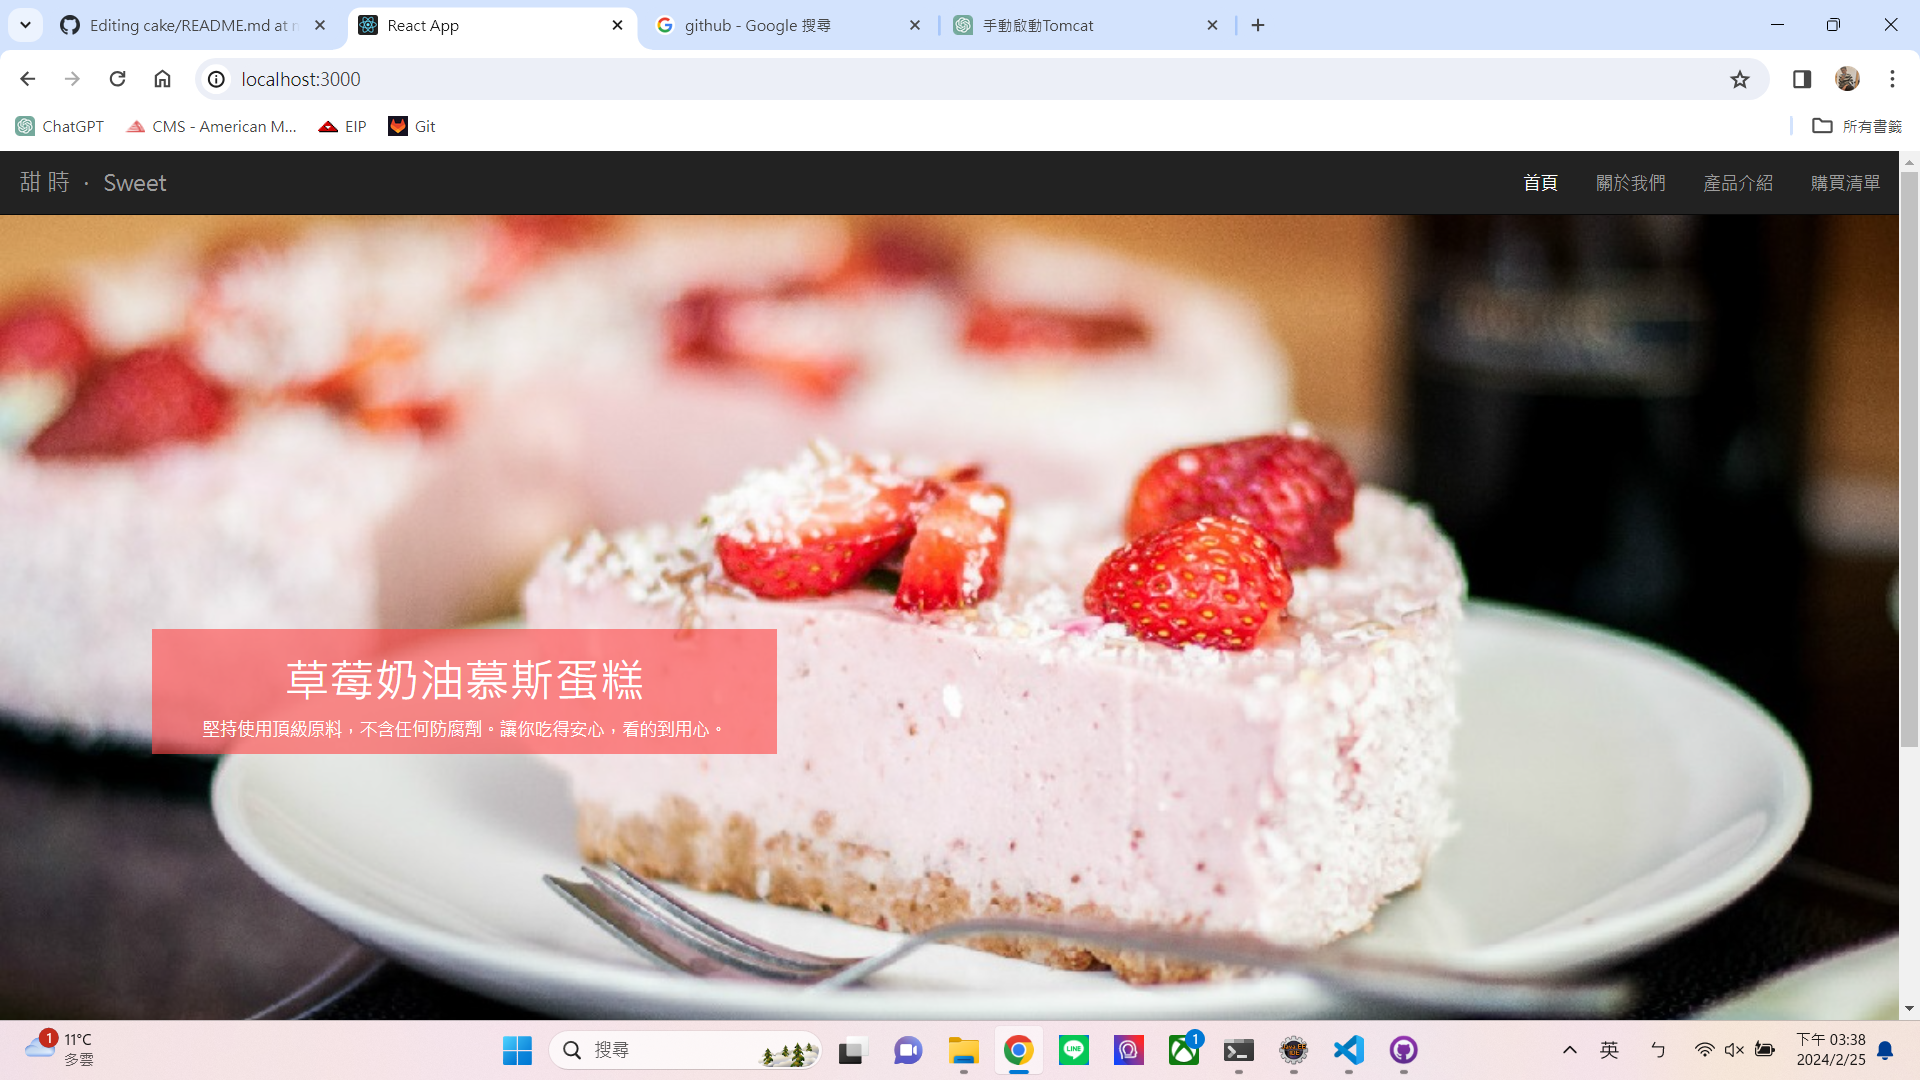 Editing cake/README.md at m
React App
github - Google 搜尋
手動啟動Tomcat
localhost:3000
ChatGPT
CMS - American M...
EIP
Git
所有書籤
甜 時 · Sweet
首頁
關於我們
產品介紹
購買清單
草莓奶油慕斯蛋糕
堅持使用頂級原料，不含任何防腐劑。讓你吃得安心，看的到用心。
1
11°C
多雲
搜尋
LINE
1
英
ㄅ
下午 03:38
2024/2/25